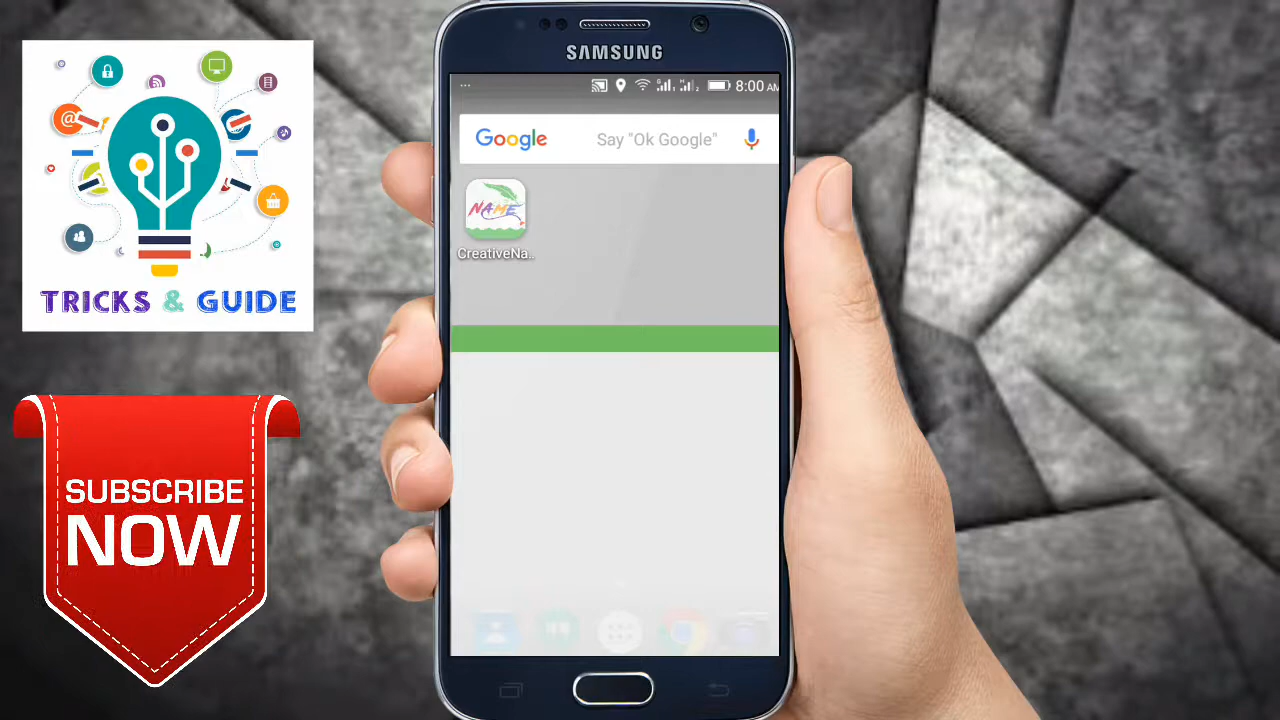 TRICKS & GUIDE
SUBSCRIBE
NOW
SAMSUNG
8:00 AM
Google
Say "Ok Google"
NAME
CreativeNa..